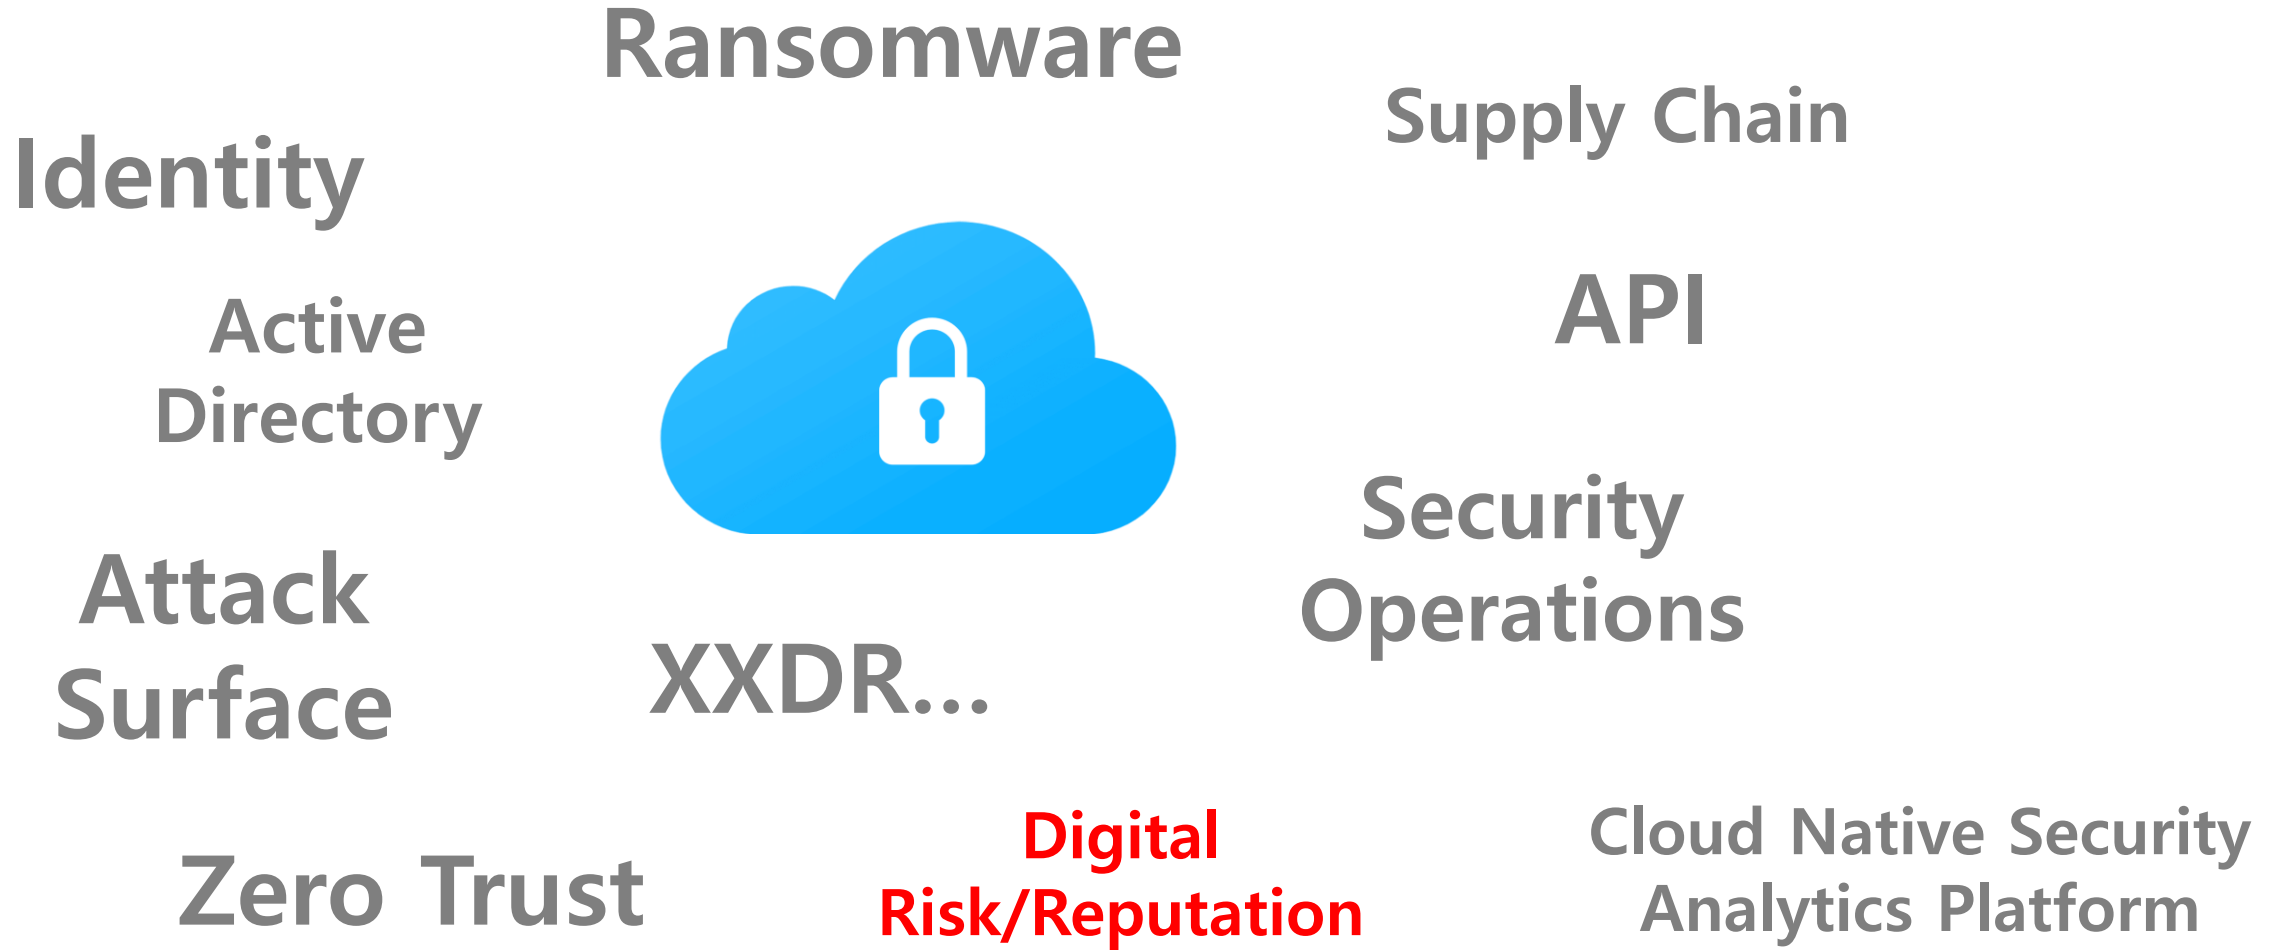 Ransomware
Supply Chain
Identity
API
Active
Directory
Security
Operations
Attack
Surface
XXDR...
Digital
Risk/Reputation
Cloud Native Security
Analytics Platform
Zero Trust